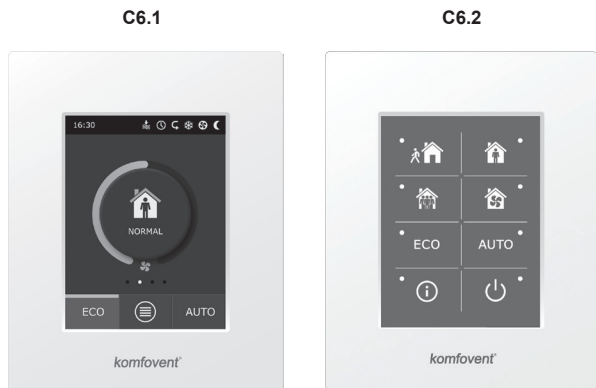 C6.1
C6.2
16:30
NORMAL
ECO
AUTO
komfovent®
ECO
AUTO
komfovent®